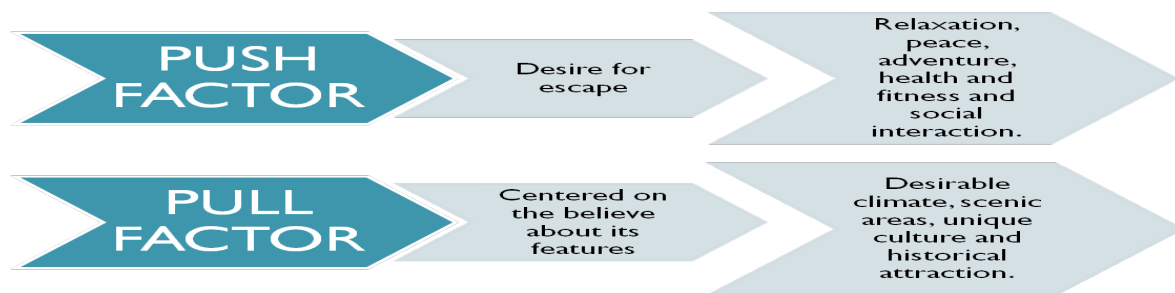 PUSH
FACTOR
Desire for
escape
Relaxation,
peace,
adventure,
health and
fitness and
social
interaction.
PULL
FACTOR
Centered on
the believe
about its
features
Desirable
climate, scenic
areas, unique
culture and
historical
attraction.